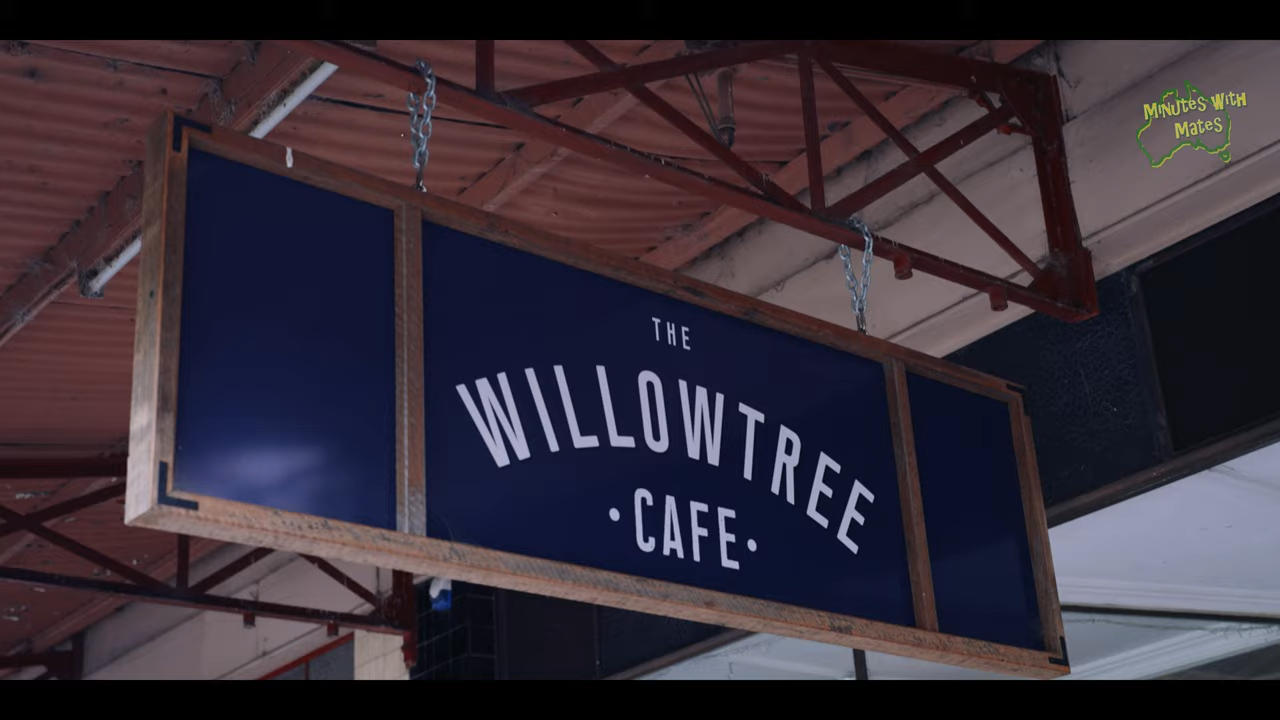 MINUTES WITH
MATES
THE
WILLOWTREE
·CAFE·